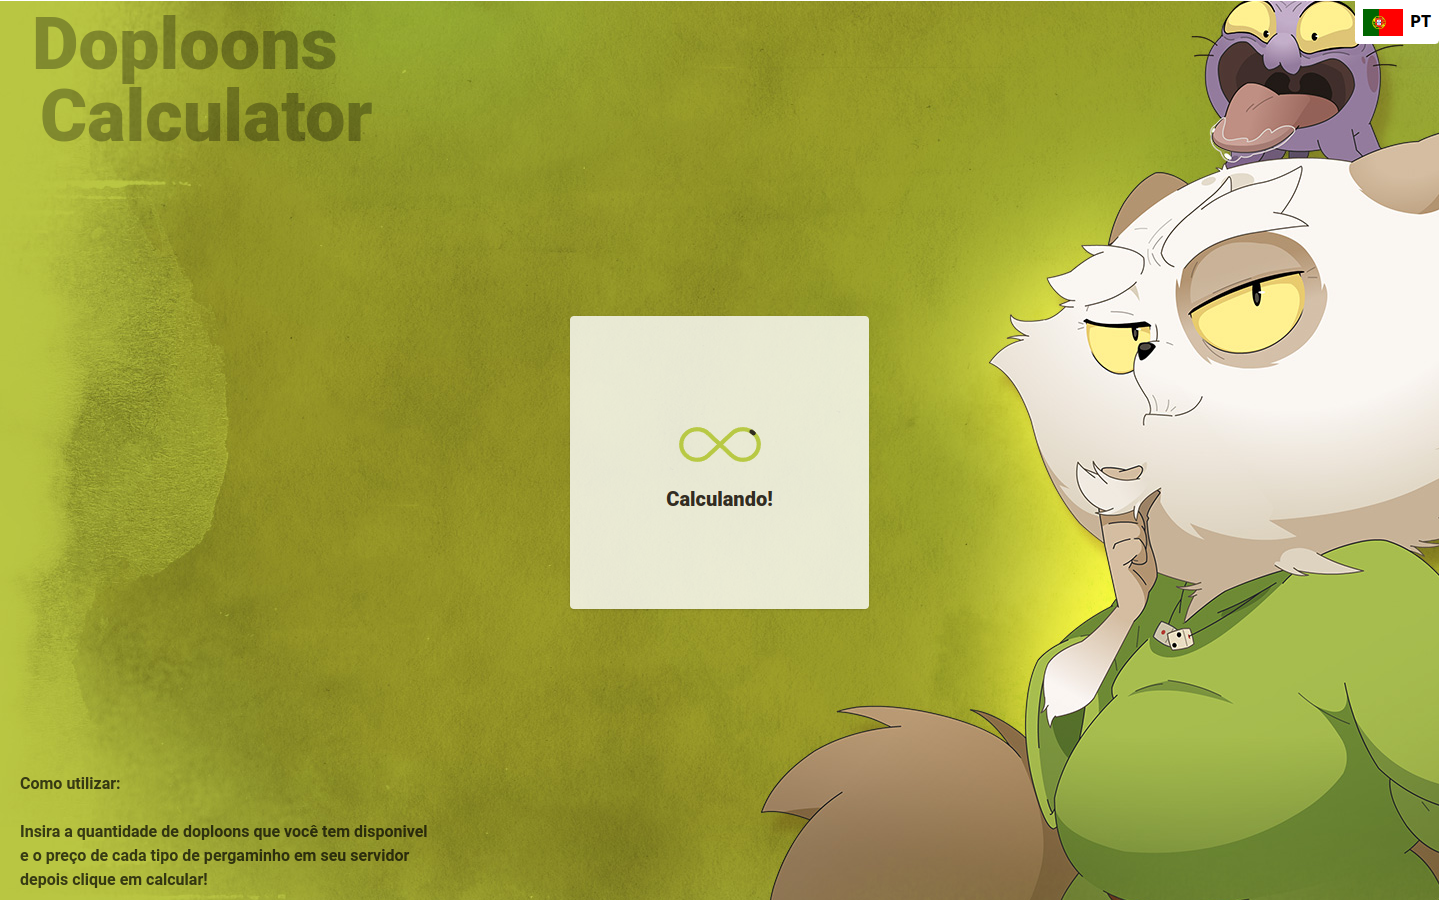 Doploons
Calculator
PT
Calculando!
Como utilizar:
Insira a quantidade de doploons que você tem disponivel
e o preço de cada tipo de pergaminho em seu servidor
depois clique em calcular!